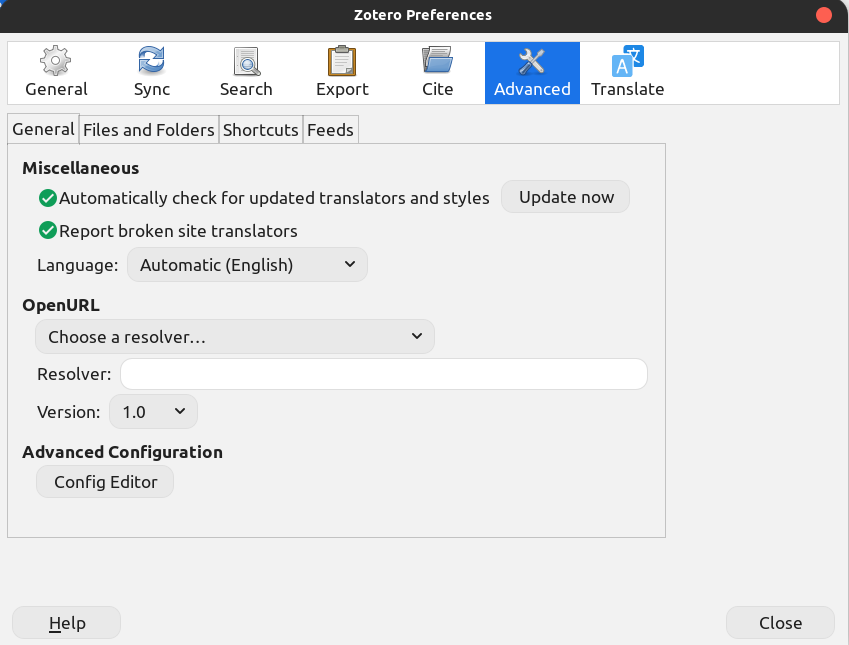 Zotero Preferences
General Sync Search Export Cite Advanced Translate
General Files and Folders Shortcuts Feeds
Miscellaneous
Automatically check for updated translators and styles Update now
Report broken site translators
Language: Automatic (English)
OpenURL
Choose a resolver…
Resolver:
Version: 1.0
Advanced Configuration
Config Editor
Help Close